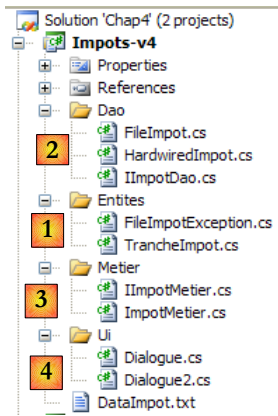 Solution 'Chap4' (2 projects)
Impots-v4
Properties
References
Dao
2
FileImpot.cs
HardwiredImpot.cs
IImpotDao.cs
Entites
1
FileImpotException.cs
TrancheImpot.cs
Metier
3
IImpotMetier.cs
ImpotMetier.cs
Ui
4
Dialogue.cs
Dialogue2.cs
DataImpot.txt